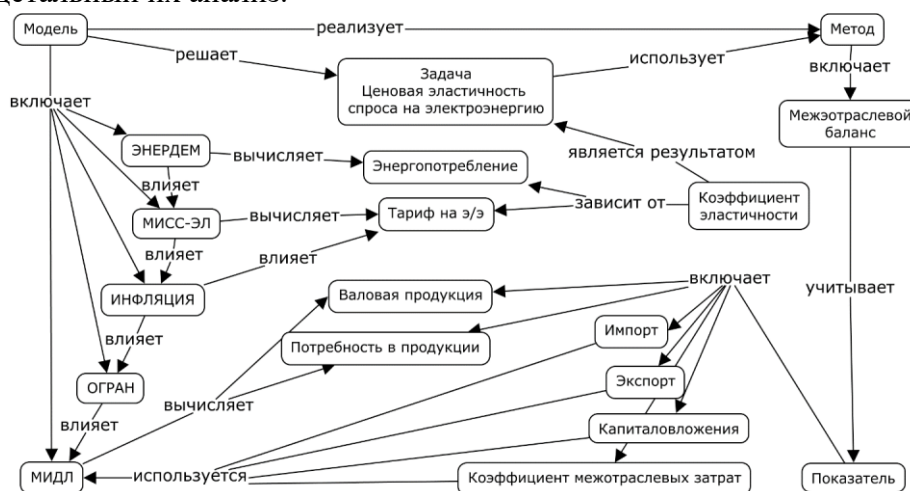 детальный их анализ.
Модель
реализует
Метод
решает
использует
Задача
Ценовая эластичность
спроса на электроэнергию
включает
включает
Межэотраслевой
баланс
ЭНЕРДЕМ
вычисляет
Энергопотребление
является результатом
влияет
МИСС-ЭЛ
вычисляет
Тариф на э/э
зависит от
Коэффициент
эластичности
влияет
влияет
включает
ИНФЛЯЦИЯ
Валовая продукция
учитывает
влияет
Потребность в продукции
Импорт
ОГРАН
Экспорт
вычисляет
влияет
Капиталовложения
МИДЛ
используется
Коэффициент межотраслевых затрат
Показатель